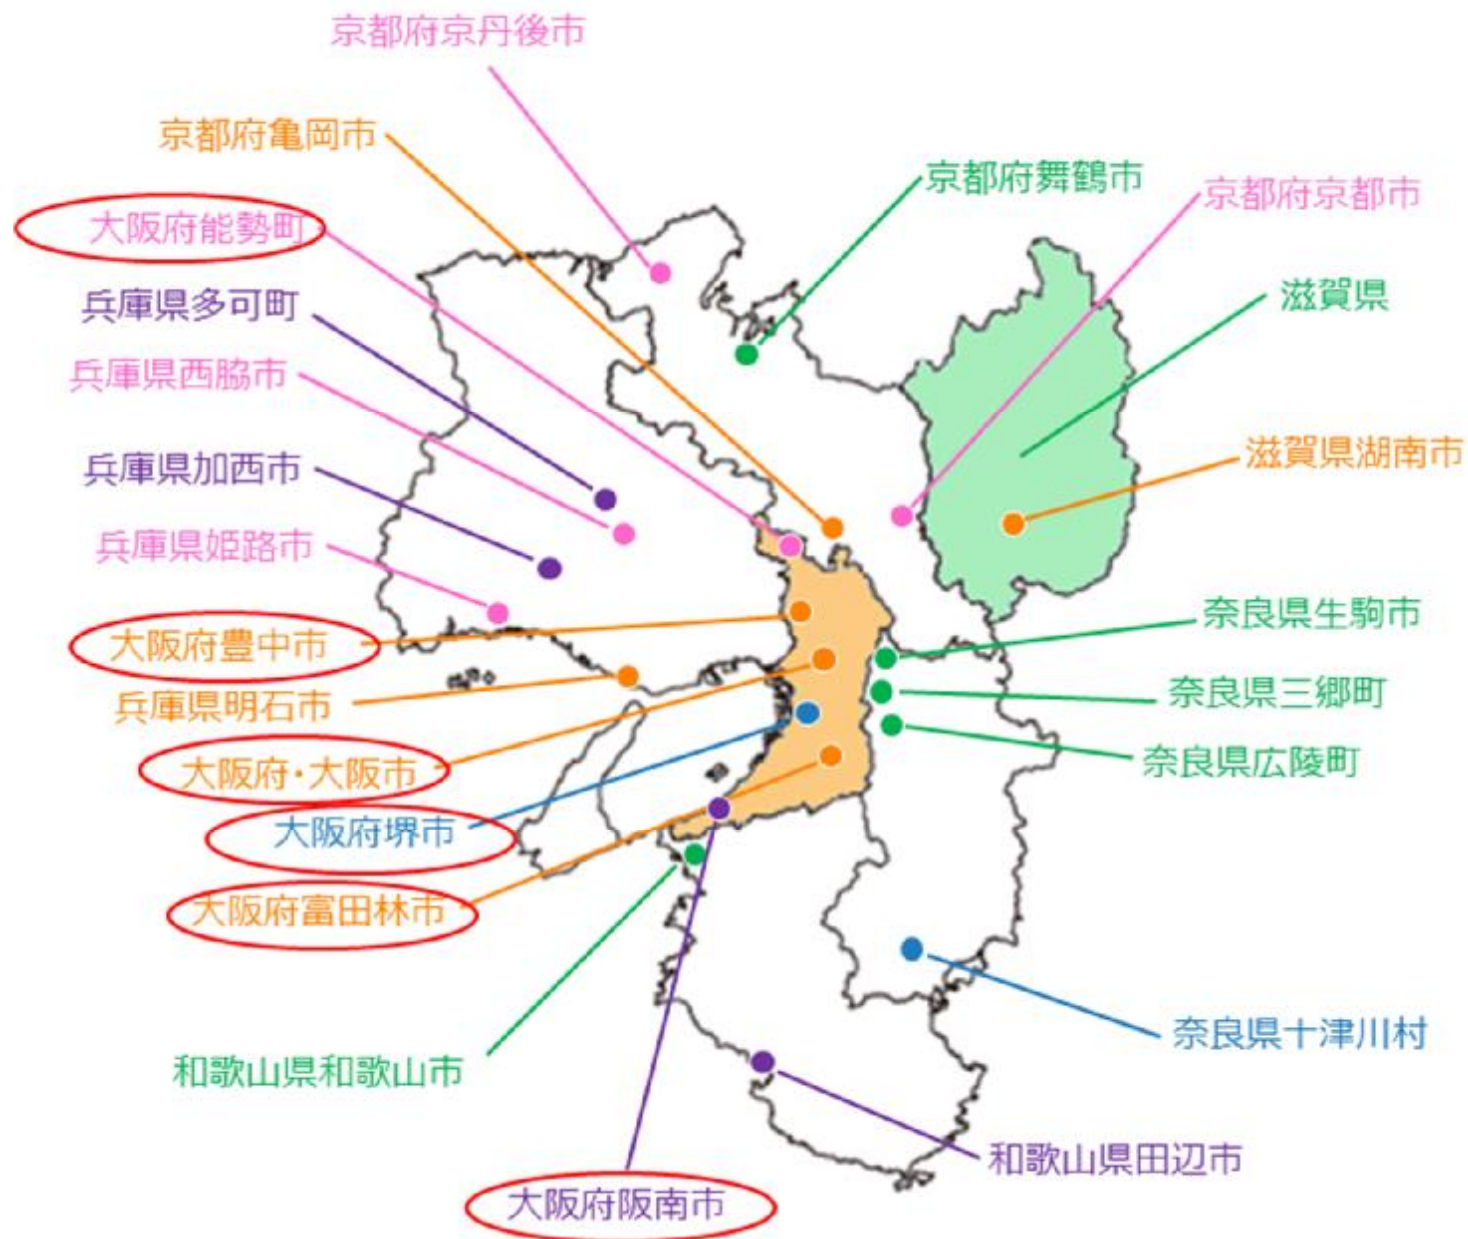 京都府京丹後市
京都府亀岡市
京都府舞鶴市
京都府京都市
大阪府能勢町
兵庫県多可町
滋賀県
兵庫県西脇市
滋賀県湖南市
兵庫県加西市
兵庫県姫路市
奈良県生駒市
大阪府豊中市
奈良県三郷町
兵庫県明石市
奈良県広陵町
大阪府・大阪市
大阪府堺市
大阪府富田林市
奈良県十津川村
和歌山県和歌山市
和歌山県田辺市
大阪府阪南市